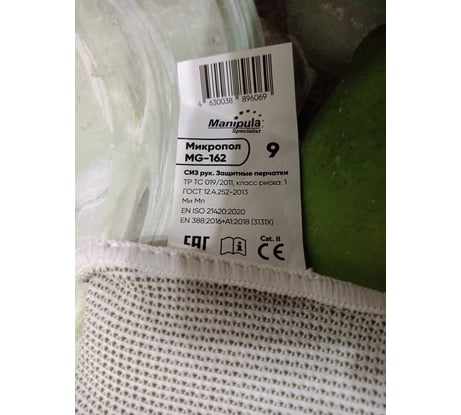 4 630038 896069
Manipula
Specialist
Микропол
MG-162
9
СИЗ рук. Защитные перчатки
ТР ТС 019/2011, класс риска: 1
ГОСТ 12.4.252-2013
Ми Мп
EN ISO 21420:2020
EN 388:2016+A1:2018 (3131X)
EAC
i
Cat. II
CE